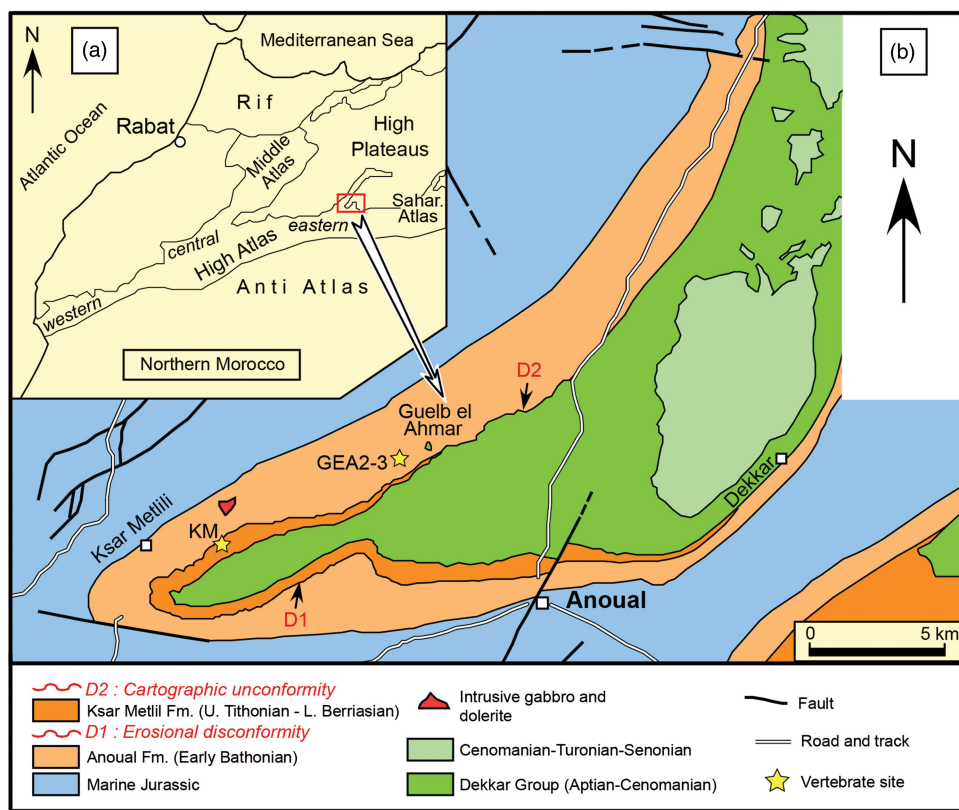 (a)
N
Mediterranean Sea
Rif
Atlantic Ocean
Rabat
Middle
Atlas
High
Plateaus
Sahar.
Atlas
eastern
central
High Atlas
western
Anti Atlas
Northern Morocco
(b)
N
D2
Guelb el
Ahmar
GEA2-3
Dekkar
Ksar Metlili
KM
D1
Anoual
0 5 km
D2 : Cartographic unconformity
Ksar Metlil Fm. (U. Tithonian - L. Berriasian)
D1 : Erosional disconformity
Anoual Fm. (Early Bathonian)
Marine Jurassic
Intrusive gabbro and
dolerite
Cenomanian-Turonian-Senonian
Dekkar Group (Aptian-Cenomanian)
Fault
Road and track
Vertebrate site